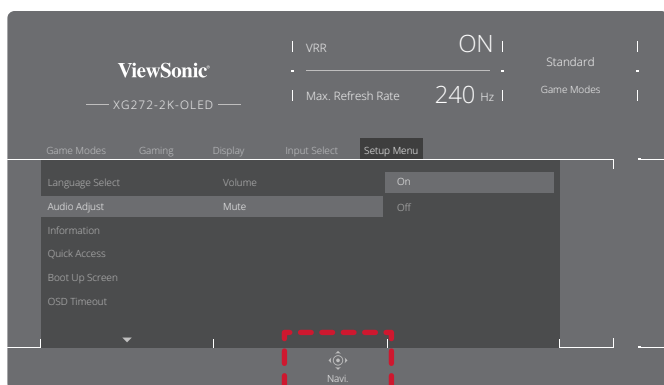 ViewSonic®
XG272-2K-OLED
VRR ON
Max. Refresh Rate 240 Hz
Standard
Game Modes
Game Modes Gaming Display Input Select Setup Menu
Language Select Volume On
Audio Adjust Mute Off
Information
Quick Access
Boot Up Screen
OSD Timeout
Navi.